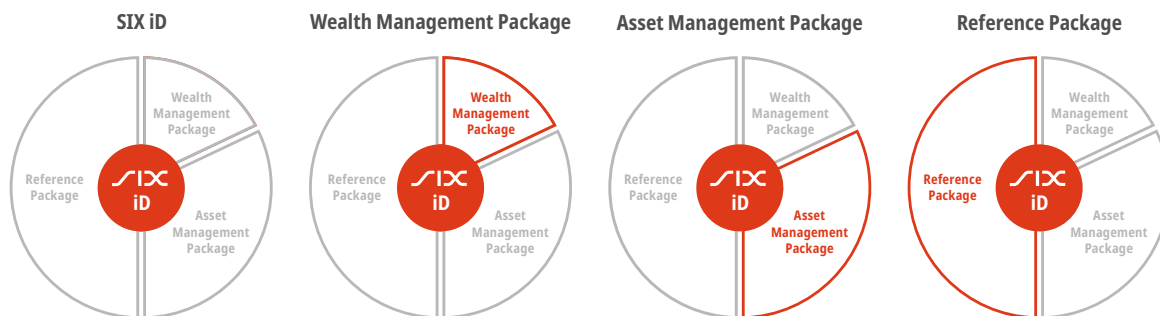 SIX iD
Wealth Management Package
Asset Management Package
Reference Package
Wealth
Management
Package
Reference
Package
SIX
iD
Asset
Management
Package
Wealth
Management
Package
Reference
Package
SIX
iD
Asset
Management
Package
Wealth
Management
Package
Reference
Package
SIX
iD
Asset
Management
Package
Wealth
Management
Package
Reference
Package
SIX
iD
Asset
Management
Package